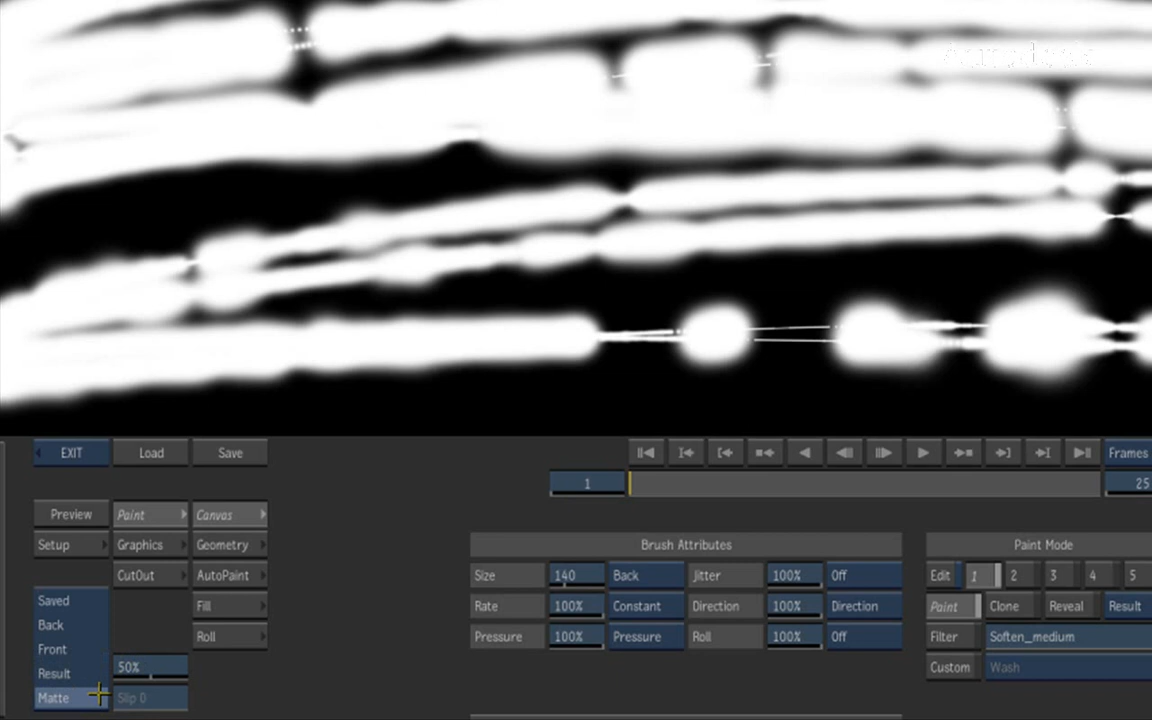 EXIT Load Save
Frames
1 25
Preview Paint Canvas
Setup Graphics Geometry Brush Attributes Paint Mode
CutOut AutoPaint Size 140 Back Jitter 100% Off Edit 1 2 3 4 5
Saved Fill Rate 100% Constant Direction 100% Direction Paint Clone Reveal Result
Back
Front Roll Pressure 100% Pressure Roll 100% Off Filter Soften_medium
Result 50% Custom Wash
Matte Slip 0